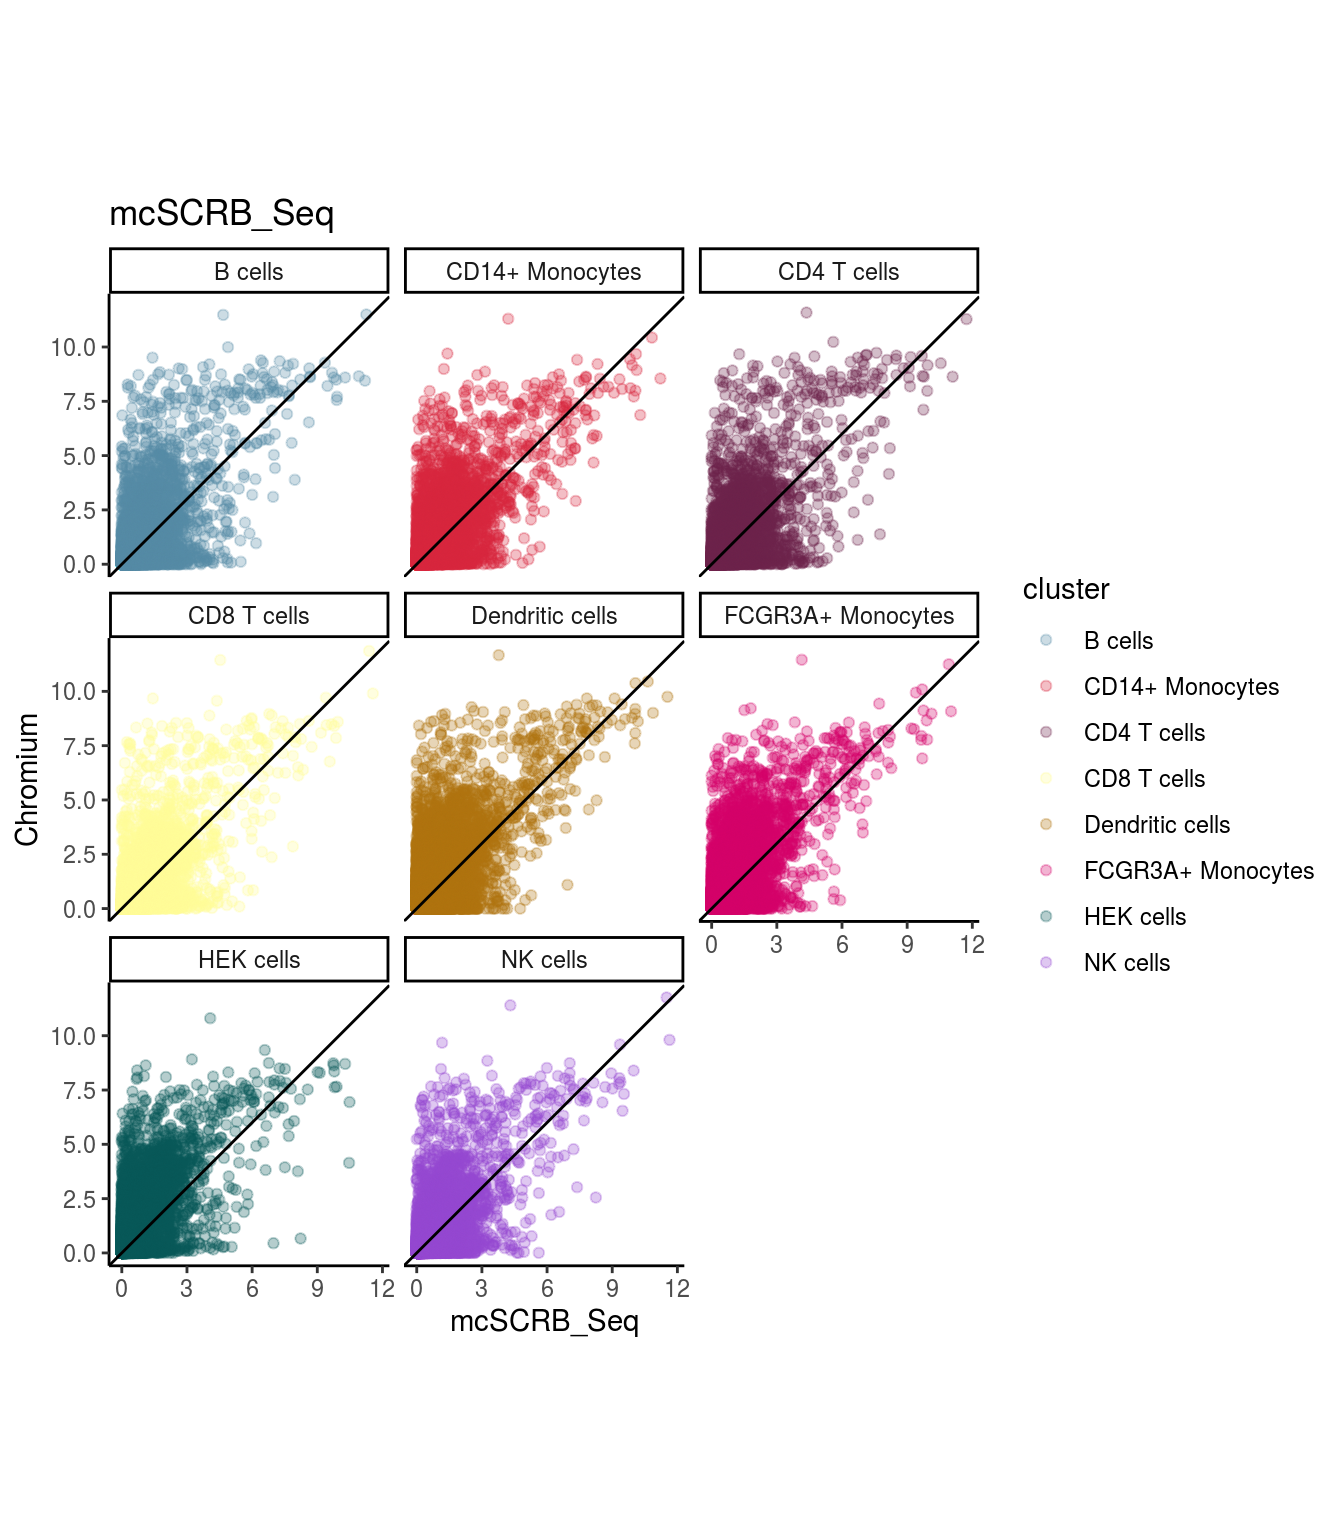 mcSCRB_Seq
B cells
CD14+ Monocytes
CD4 T cells
10.0
7.5
5.0
2.5
0.0
CD8 T cells
Dendritic cells
FCGR3A+ Monocytes
10.0
7.5
5.0
2.5
0.0
0 3 6 9 12
Chromium
HEK cells
NK cells
10.0
7.5
5.0
2.5
0.0
0 3 6 9 12
0 3 6 9 12
mcSCRB_Seq
cluster
B cells
CD14+ Monocytes
CD4 T cells
CD8 T cells
Dendritic cells
FCGR3A+ Monocytes
HEK cells
NK cells